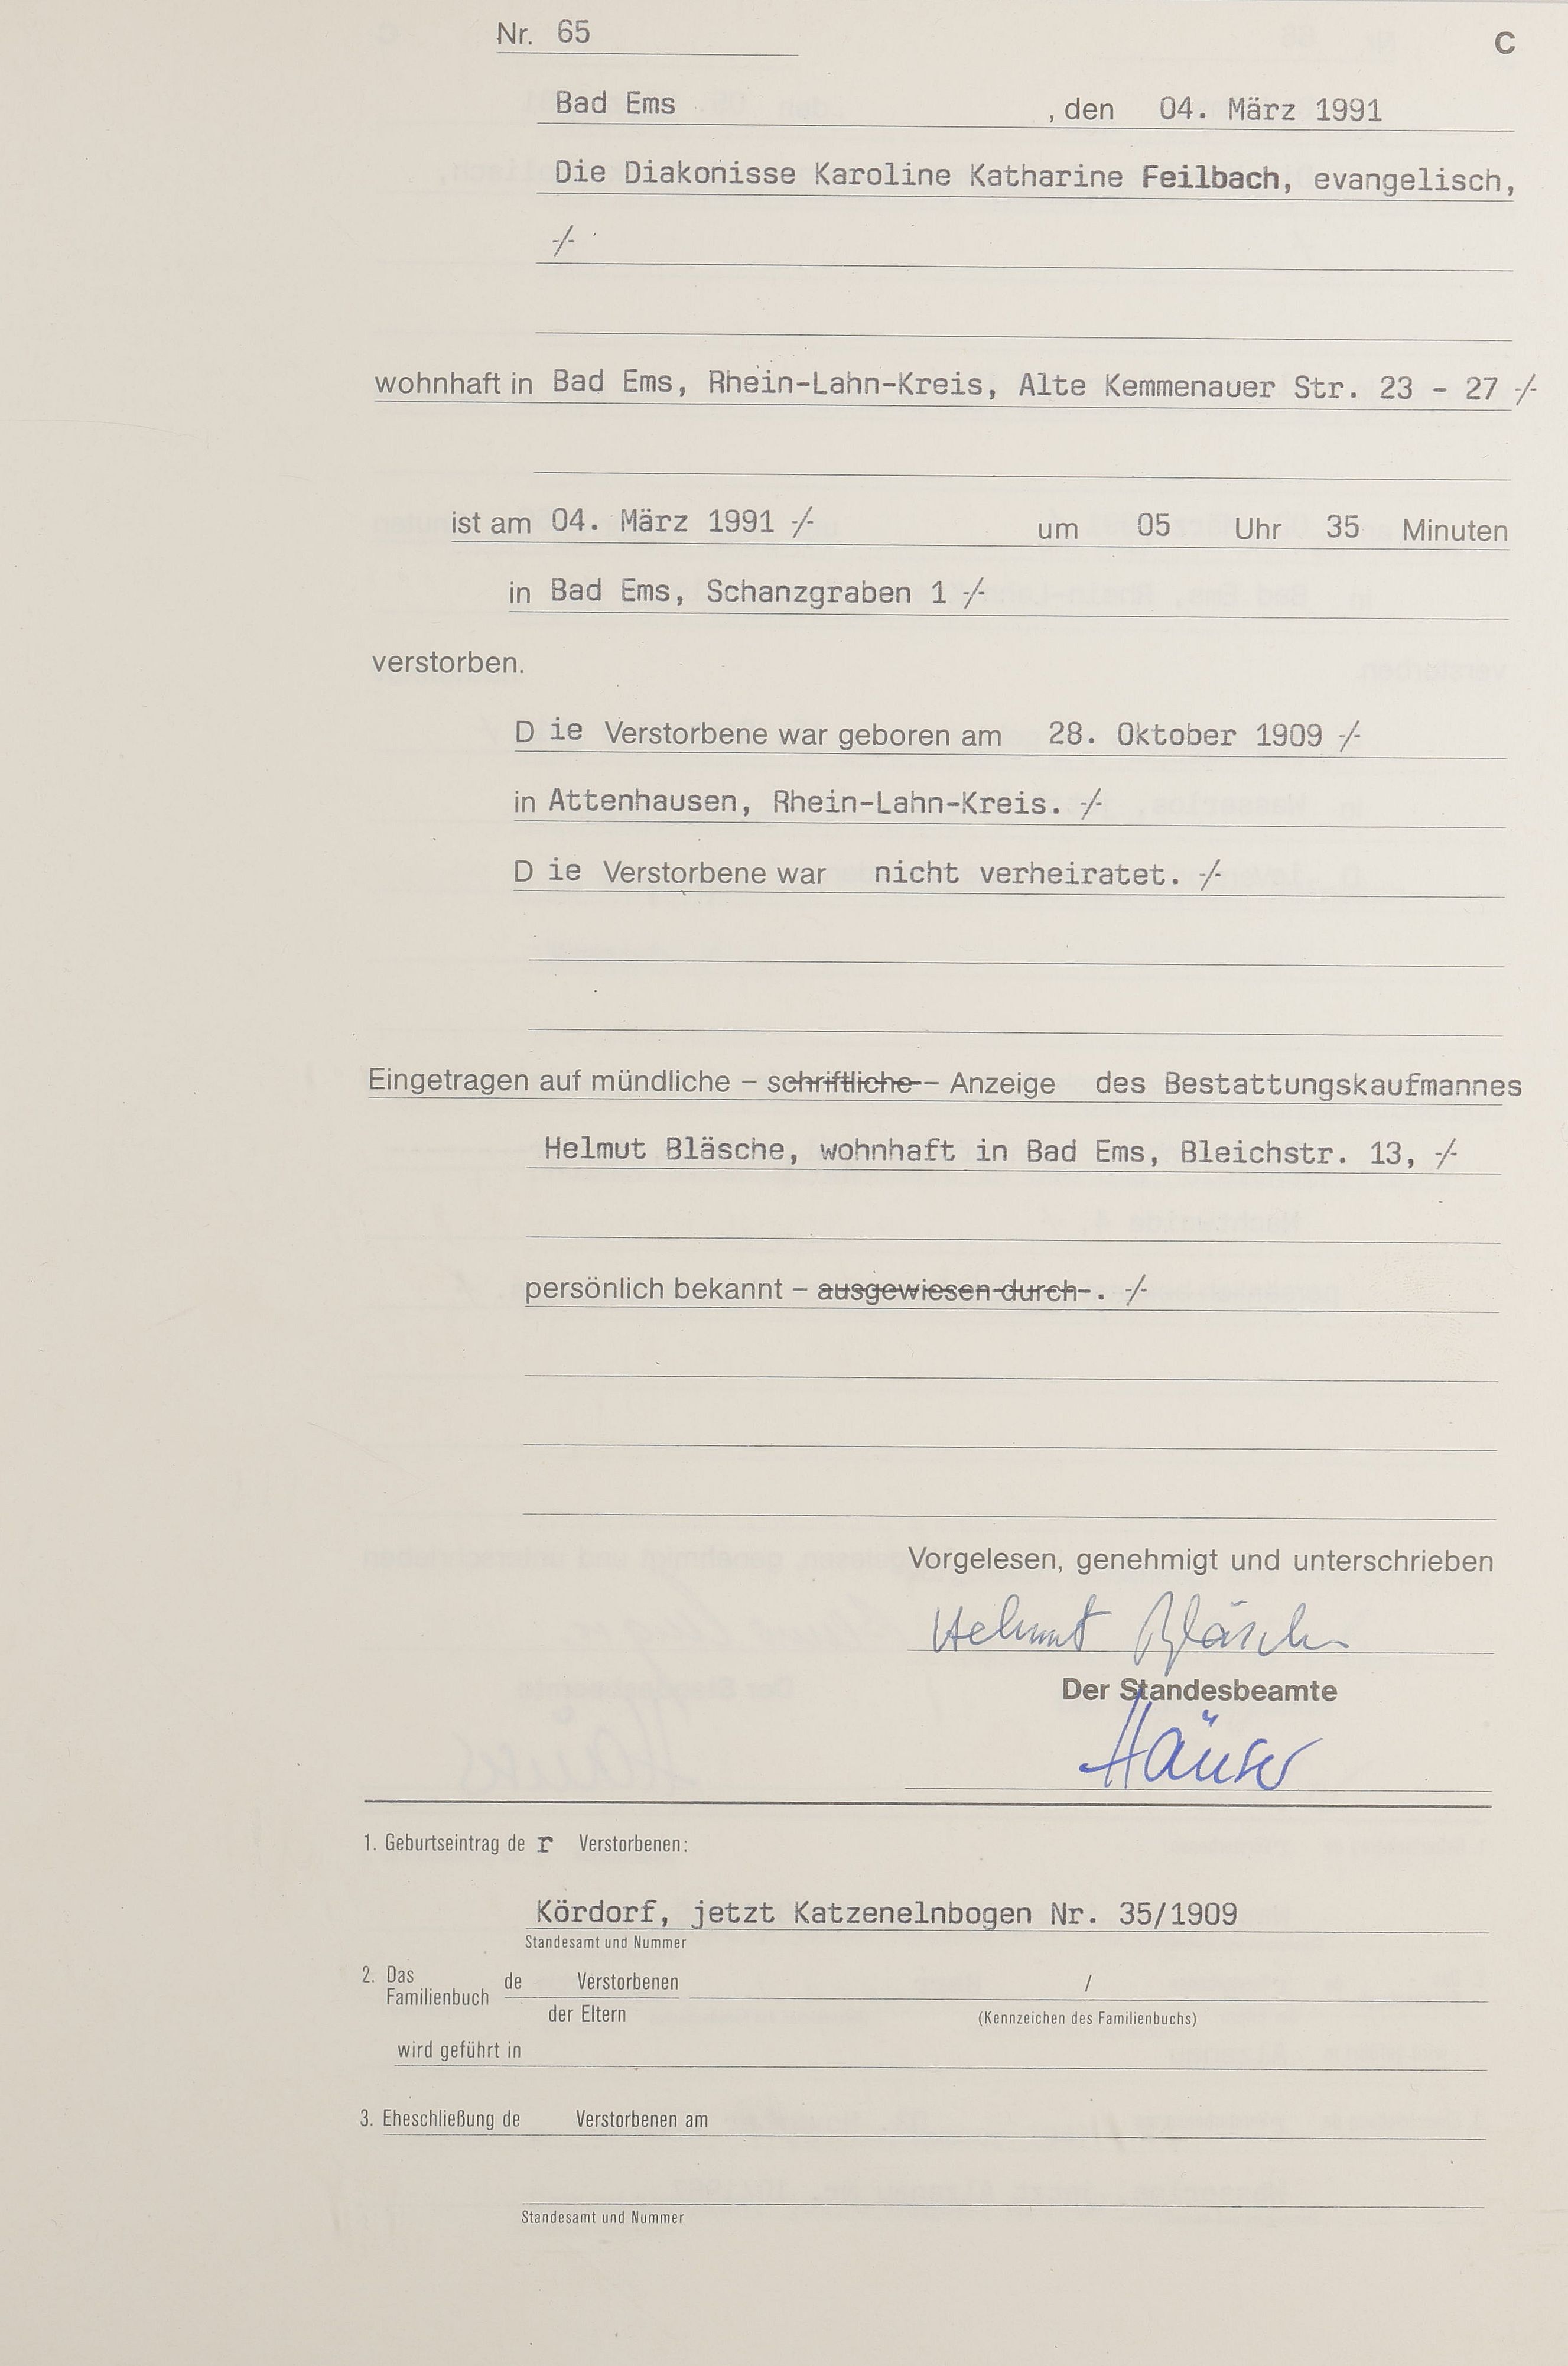 Nr. 65
C
Bad Ems , den 04. März 1991
Die Diakonisse Karoline Katharine Feilbach, evangelisch,
-/-
wohnhaft in Bad Ems, Rhein-Lahn-Kreis, Alte Kemmenauer Str. 23 - 27 -/-
ist am 04. März 1991 -/- um 05 Uhr 35 Minuten
in Bad Ems, Schanzgraben 1 -/-
verstorben.
D ie Verstorbene war geboren am 28. Oktober 1909 -/-
in Attenhausen, Rhein-Lahn-Kreis. -/-
D ie Verstorbene war nicht verheiratet. -/-
Eingetragen auf mündliche – schriftliche – Anzeige des Bestattungskaufmannes
Helmut Bläsche, wohnhaft in Bad Ems, Bleichstr. 13, -/-
persönlich bekannt – ausgewiesen durch . -/-
Vorgelesen, genehmigt und unterschrieben
Helmut Bläsche
Der Standesbeamte
Häuser
1. Geburtseintrag de r Verstorbenen:
Kördorf, jetzt Katzenelnbogen Nr. 35/1909
Standesamt und Nummer
2. Das Familienbuch de Verstorbenen /
der Eltern (Kennzeichen des Familienbuchs)
wird geführt in
3. Eheschließung de Verstorbenen am
Standesamt und Nummer